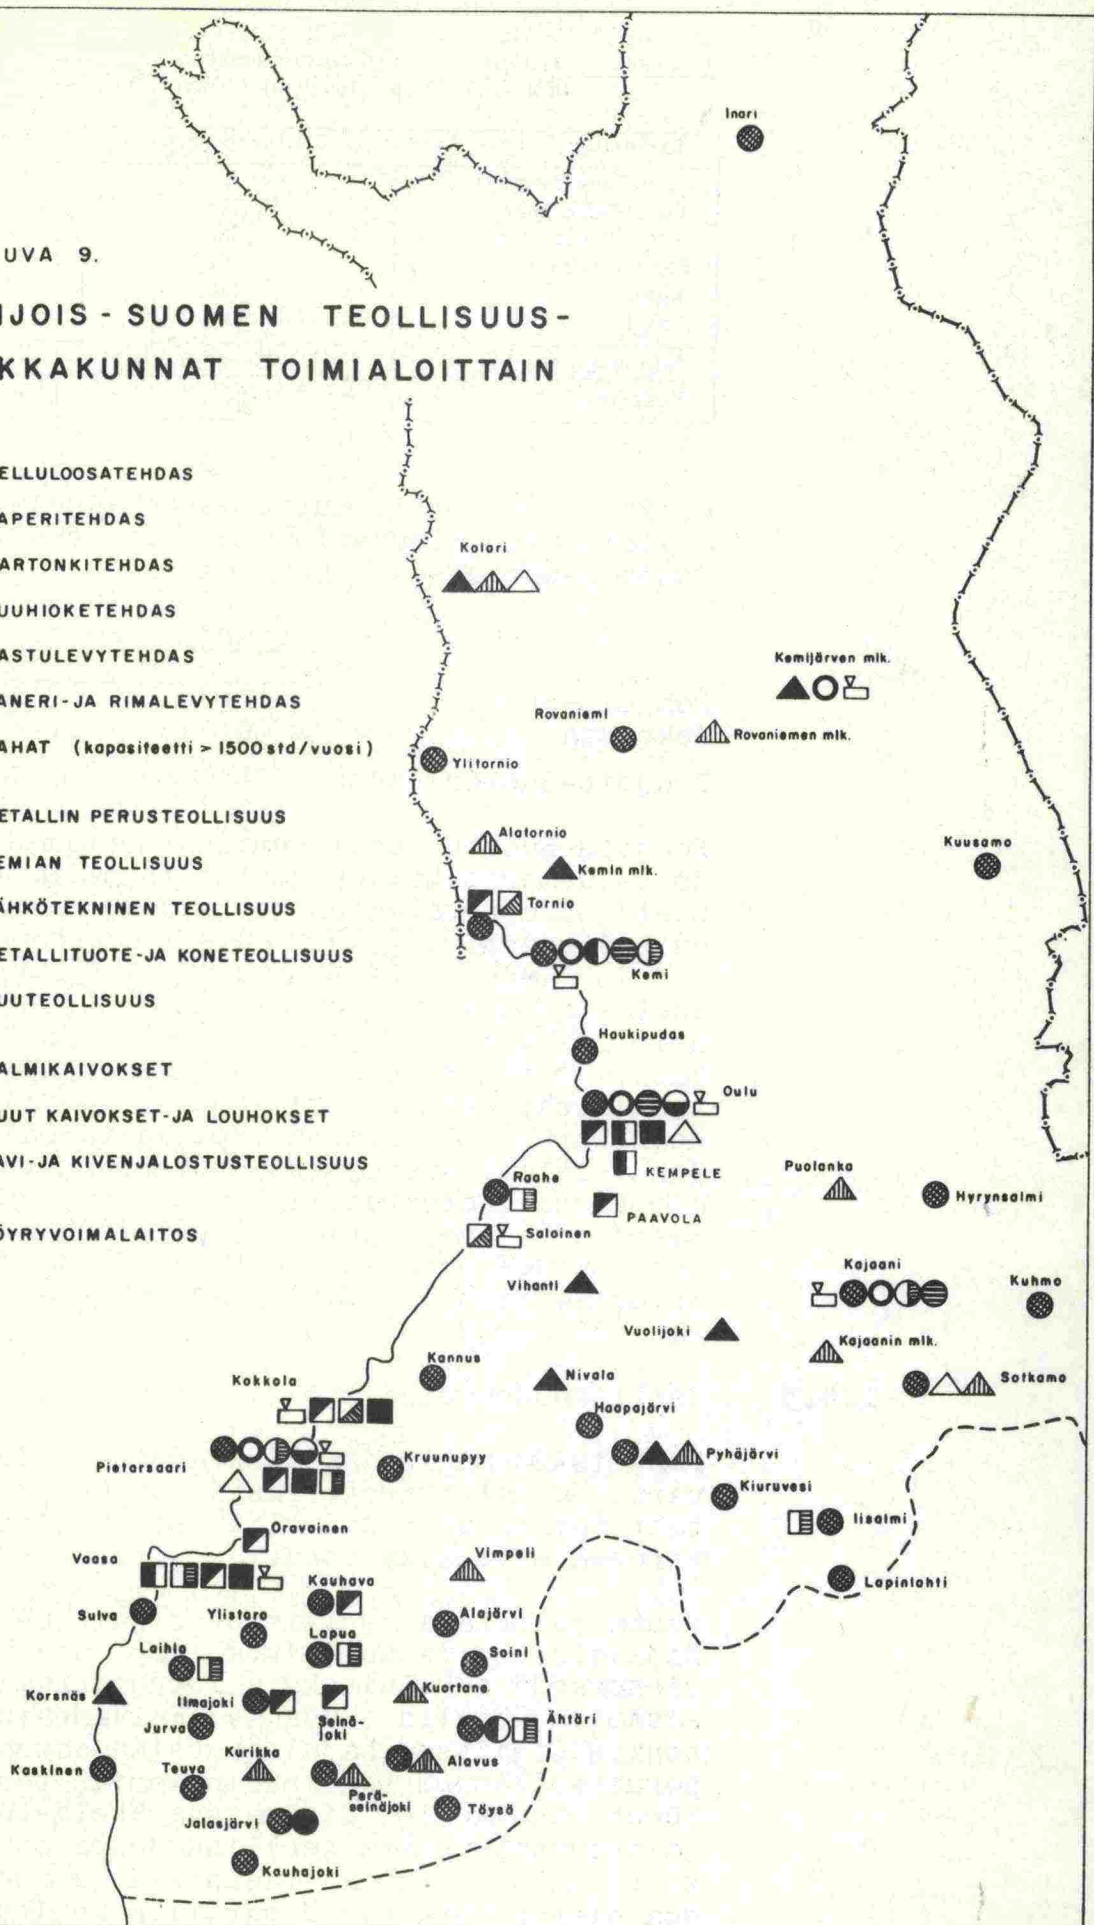 UVA 9.
JOIS - SUOMEN TEOLLISUUS-
KKAKUNNAT TOIMIALOITTAIN
ELLULOOSATEHDAS
APERITEHDAS
ARTONKITEHDAS
UUHIOKETEHDAS
ASTULEVYTEHDAS
ANERI-JA RIMALEVYTEHDAS
AHAT (kapasiteetti > 1500 std/vuosi)
ETALLIN PERUSTEOLLISUUS
EMIAN TEOLLISUUS
ÄHKÖTEKNINEN TEOLLISUUS
ETALLITUOTE-JA KONETEOLLISUUS
UUTEOLLISUUS
ALMIKAIVOKSET
UUT KAIVOKSET-JA LOUHOKSET
AVI-JA KIVENJALOSTUSTEOLLISUUS
ÖYRYVOIMALAITOS
Inari
Kolari
Kemijärven mlk.
Rovaniemi
Rovaniemen mlk.
Ylitornio
Alatornio
Kemin mlk.
Kuusamo
Tornio
Kemi
Haukipudas
Oulu
KEMPELE
Puolanka
Hyrynsalmi
Raahe
PAAVOLA
Saloinen
Vihanti
Kajaani
Kuhmo
Vuolijoki
Kajaanin mlk.
Kannus
Nivala
Sotkamo
Kokkola
Haapajärvi
Pyhäjärvi
Pietarsaari
Kruunupyy
Kiuruvesi
Iisalmi
Oravainen
Vaasa
Vimpeli
Lapinlahti
Kauhava
Sulva
Ylistaro
Alajärvi
Laihia
Lapua
Soini
Korsnäs
Ilmajoki
Seinä-
joki
Kuortane
Jurva
Ähtäri
Kaskinen
Teuva
Kurikka
Alavus
Perä-
seinäjoki
Töysö
Jalasjärvi
Kauhajoki